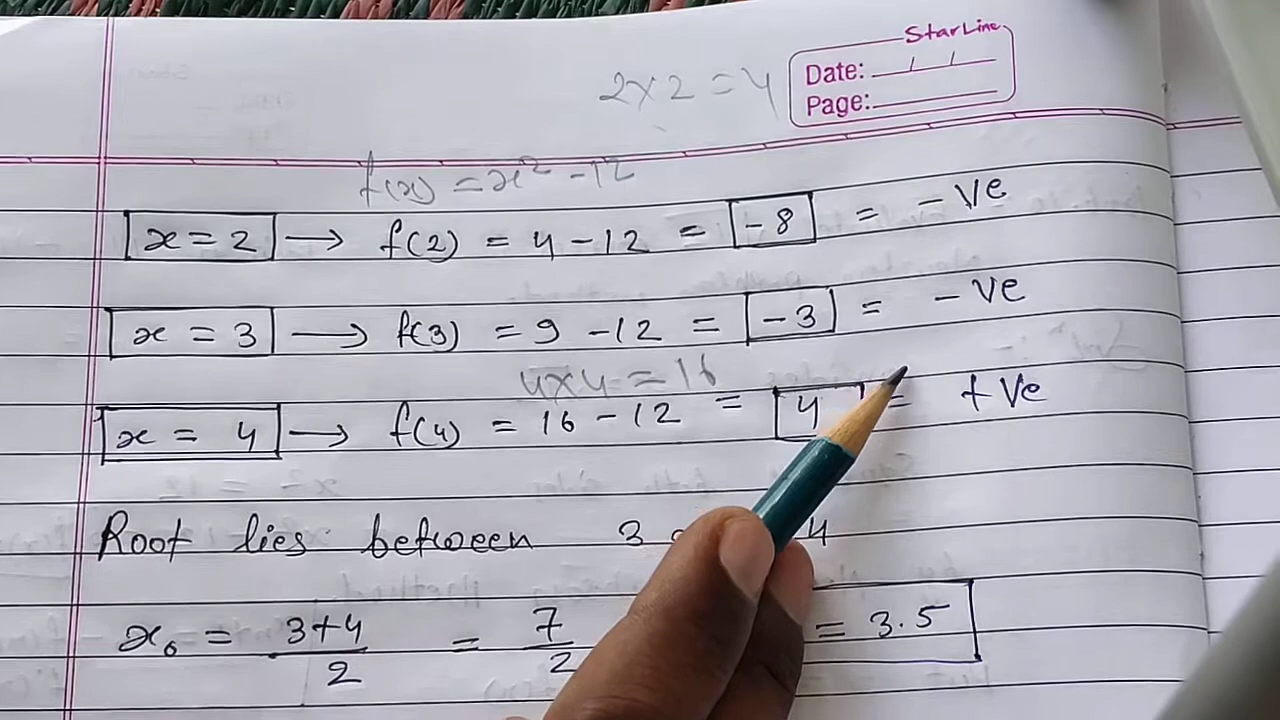 StarLine
2x2 = 4
Date: / /
Page:
f(x) = x² - 12
x = 2 → f(2) = 4 - 12 = -8 = -ve
x = 3 → f(3) = 9 - 12 = -3 = -ve
4x4 = 16
x = 4 → f(4) = 16 - 12 = 4 = +ve
Root lies between 3 4
x₀ = 3+4/2 = 7/2 = 3.5